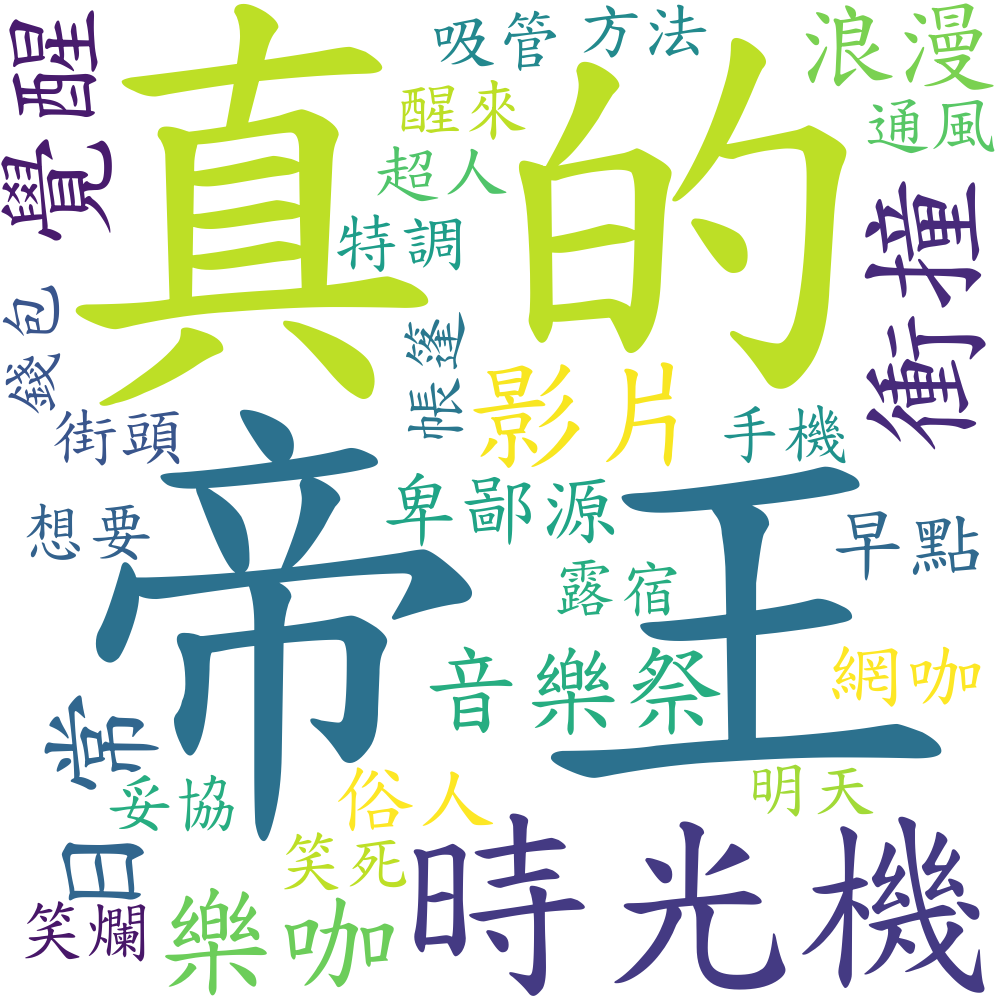 真的
帝王
時光機
影片
衝撞
覺醒
浪漫
通風
吸管
方法
醒來
超人
特調
錢包
街頭
帳篷
手機
想要
卑鄙源
早點
露宿
音樂祭
網咖
日常
妥協
俗人
明天
笑死
笑爛
樂咖